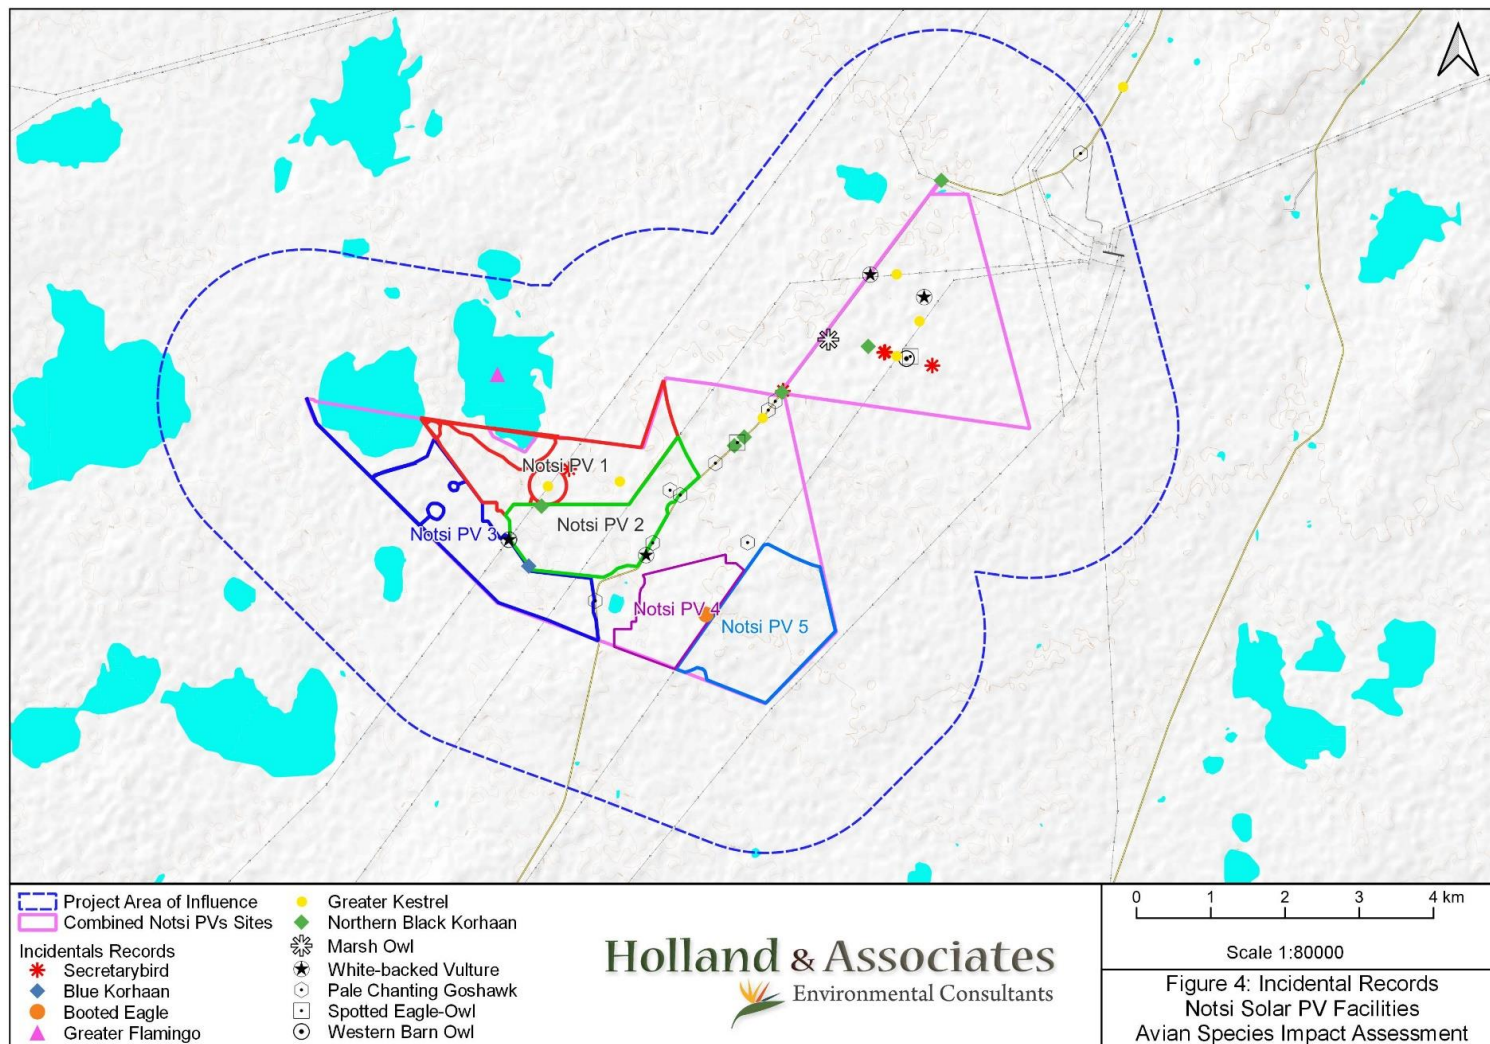 Notsi PV 1
Notsi PV 2
Notsi PV 3
Notsi PV 4
Notsi PV 5
Project Area of Influence
Combined Notsi PVs Sites
Incidentals Records
Secretarybird
Blue Korhaan
Booted Eagle
Greater Flamingo
Greater Kestrel
Northern Black Korhaan
Marsh Owl
White-backed Vulture
Pale Chanting Goshawk
Spotted Eagle-Owl
Western Barn Owl
Holland & Associates
Environmental Consultants
0 1 2 3 4 km
Scale 1:80000
Figure 4: Incidental Records
Notsi Solar PV Facilities
Avian Species Impact Assessment